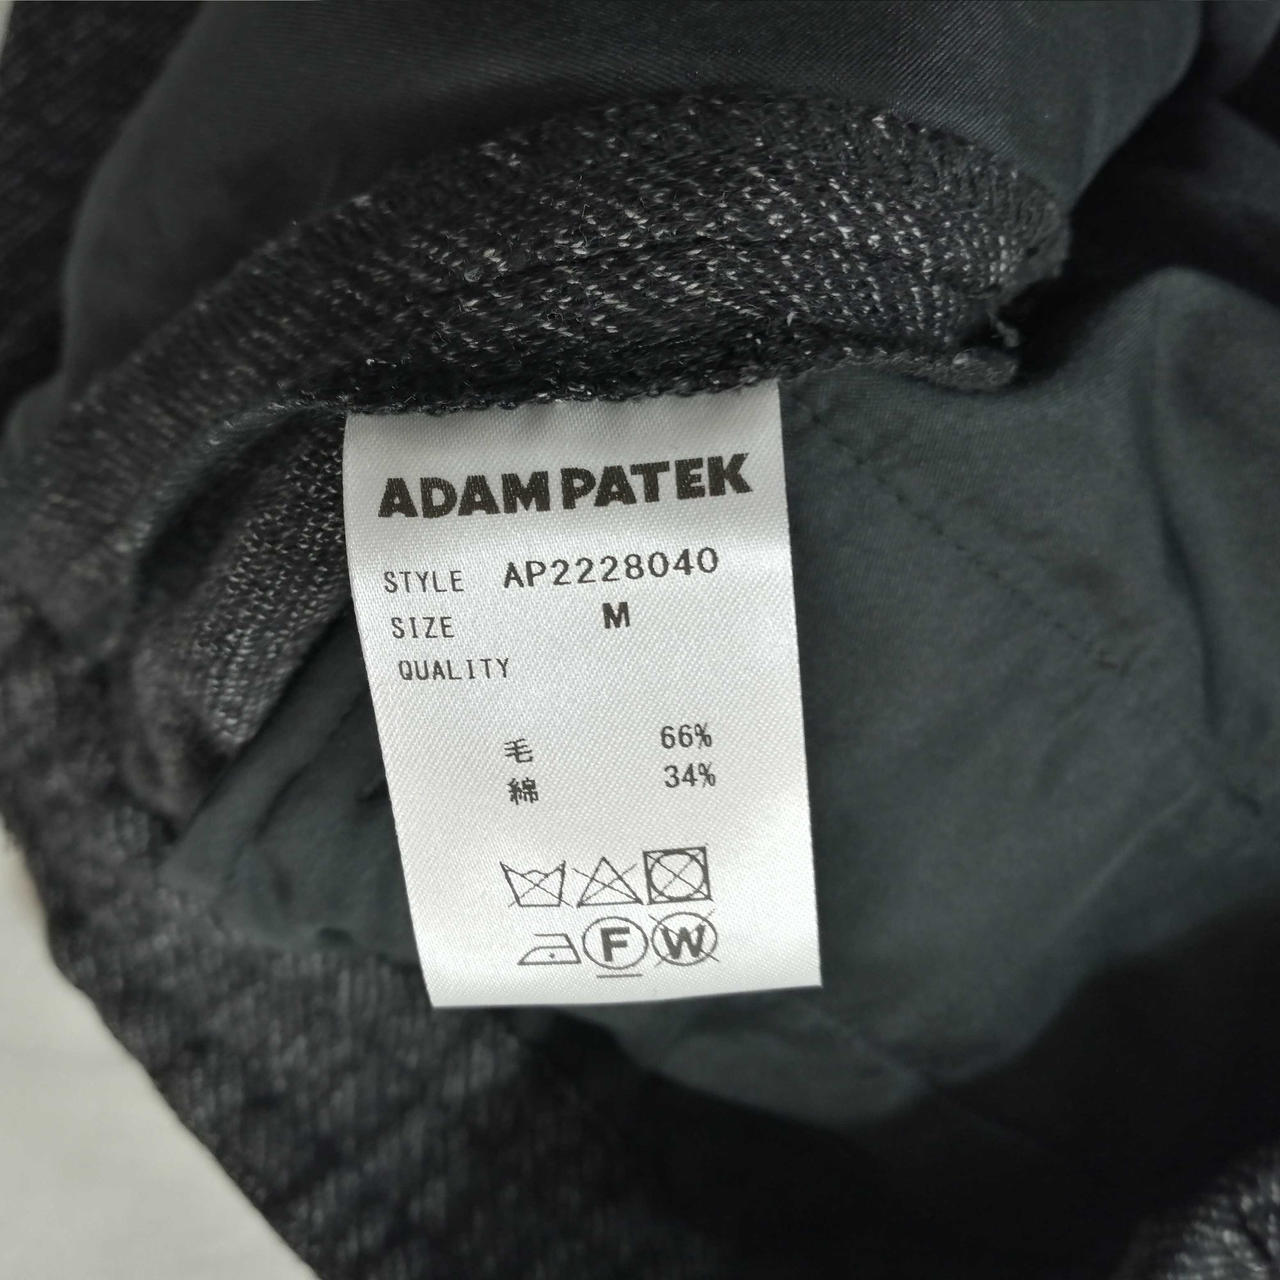 ADAM PATEK
STYLE AP2228040
SIZE M
QUALITY
毛 66%
綿 34%
F W